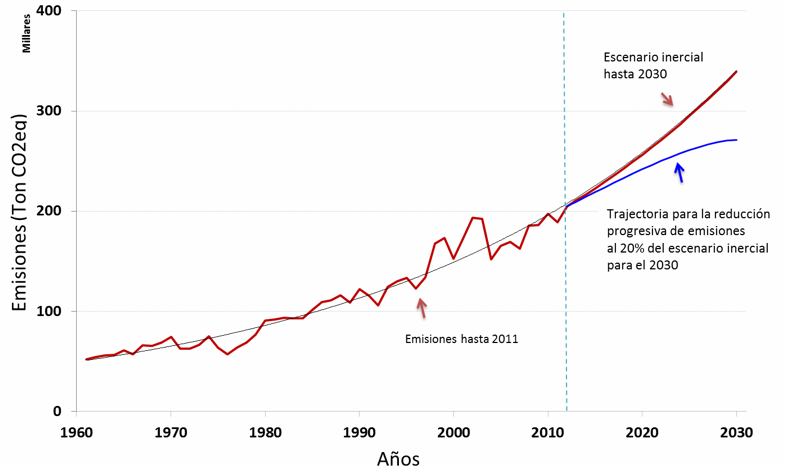 400
Millares
300
200
100
0
Emisiones (Ton CO2eq)
Escenario inercial
hasta 2030
Trajectoria para la reducción
progresiva de emisiones
al 20% del escenario inercial
para el 2030
Emisiones hasta 2011
1960 1970 1980 1990 2000 2010 2020 2030
Años